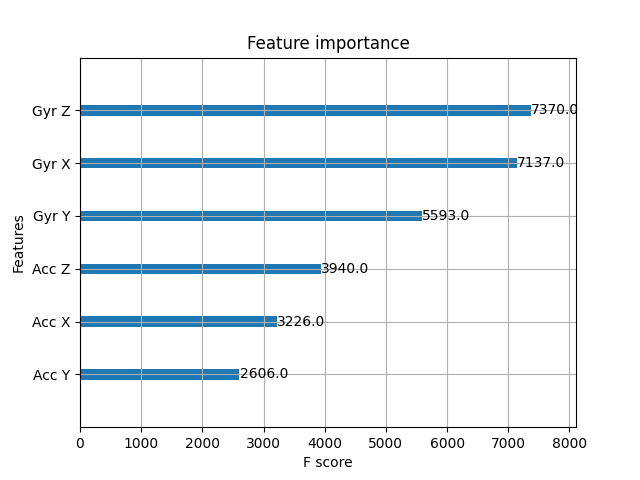 Feature importance
Features
Gyr Z 7370.0
Gyr X 7137.0
Gyr Y 5593.0
Acc Z 3940.0
Acc X 3226.0
Acc Y 2606.0
0 1000 2000 3000 4000 5000 6000 7000 8000
F score